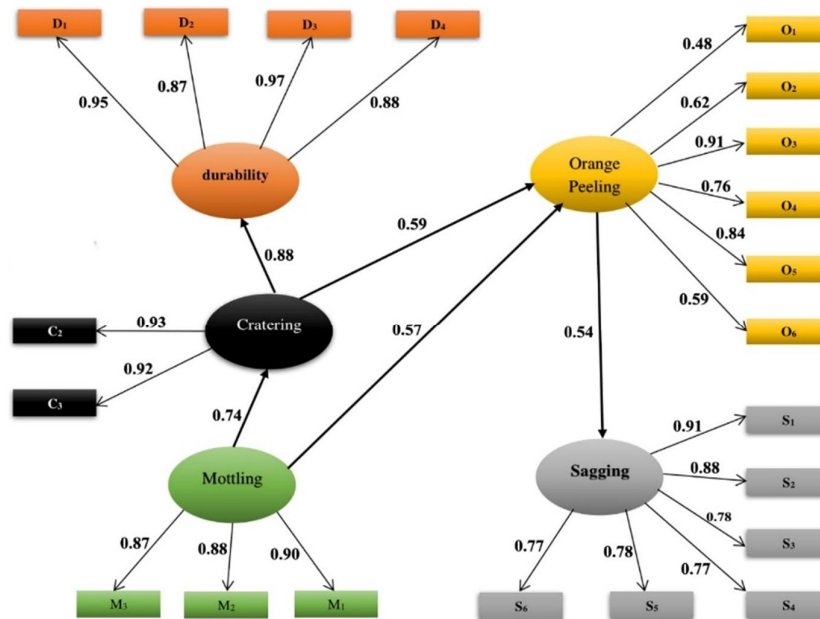 D₁
D₂
D₃
D₄
0.95
0.87
0.97
0.88
durability
0.88
0.59
Orange
Peeling
0.48
0.62
0.91
0.76
0.84
0.59
O₁
O₂
O₃
O₄
O₅
O₆
Cratering
0.93
0.92
C₂
C₃
0.74
0.57
0.54
Mottling
0.87
0.88
0.90
M₃
M₂
M₁
Sagging
0.91
0.88
0.78
0.77
0.78
0.77
S₁
S₂
S₃
S₄
S₅
S₆